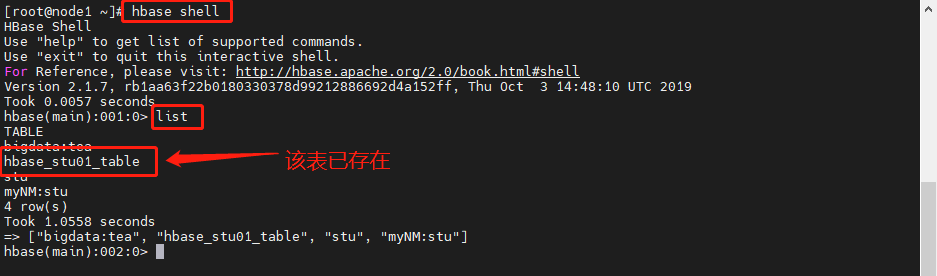 [root@node1 ~]# hbase shell
HBase Shell
Use "help" to get list of supported commands.
Use "exit" to quit this interactive shell.
For Reference, please visit: http://hbase.apache.org/2.0/book.html#shell
Version 2.1.7, rb1aa63f22b0180330378d99212886692d4a152ff, Thu Oct  3 14:48:10 UTC 2019
Took 0.0057 seconds
hbase(main):001:0> list
TABLE
bigdata:tea
hbase_stu01_table
该表已存在
stu
myNM:stu
4 row(s)
Took 1.0558 seconds
=> ["bigdata:tea", "hbase_stu01_table", "stu", "myNM:stu"]
hbase(main):002:0>